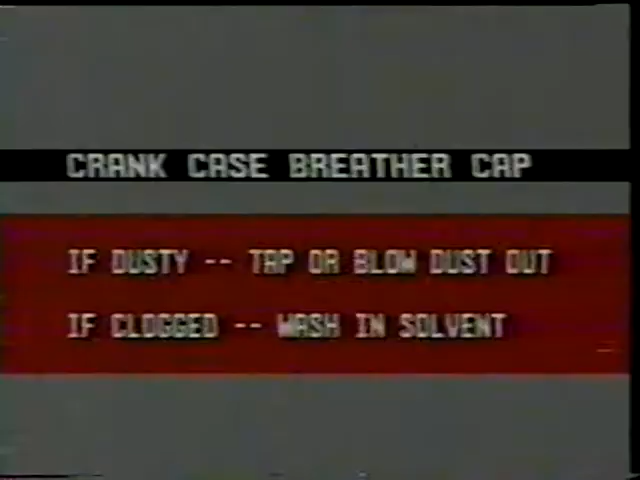 CRANK CASE BREATHER CAP
IF DUSTY -- TAP OR BLOW DUST OUT
IF CLOGGED -- WASH IN SOLVENT